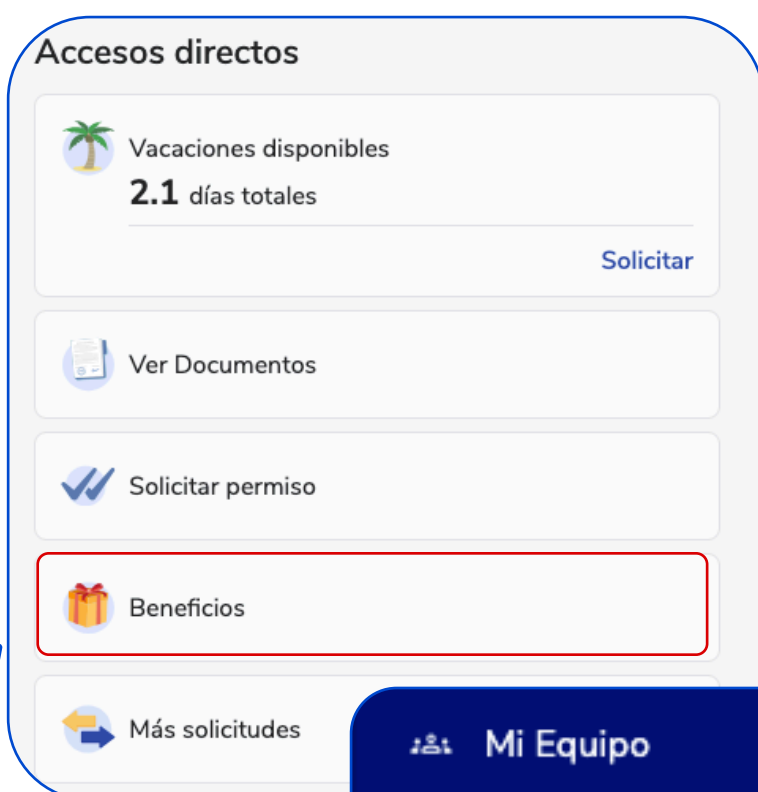 Accesos directos
Vacaciones disponibles
2.1 días totales
Solicitar
Ver Documentos
Solicitar permiso
Beneficios
Más solicitudes
Mi Equipo